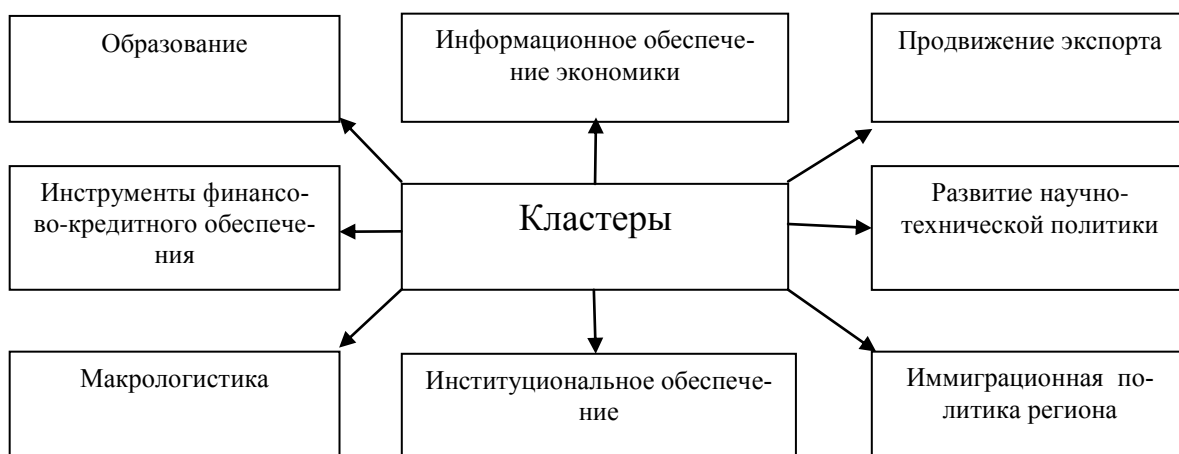 Образование
Информационное обеспече-
ние экономики
Продвижение экспорта
Инструменты финансо-
во-кредитного обеспече-
ния
Кластеры
Развитие научно-
технической политики
Макрологистика
Институциональное обеспече-
ние
Иммиграционная по-
литика региона